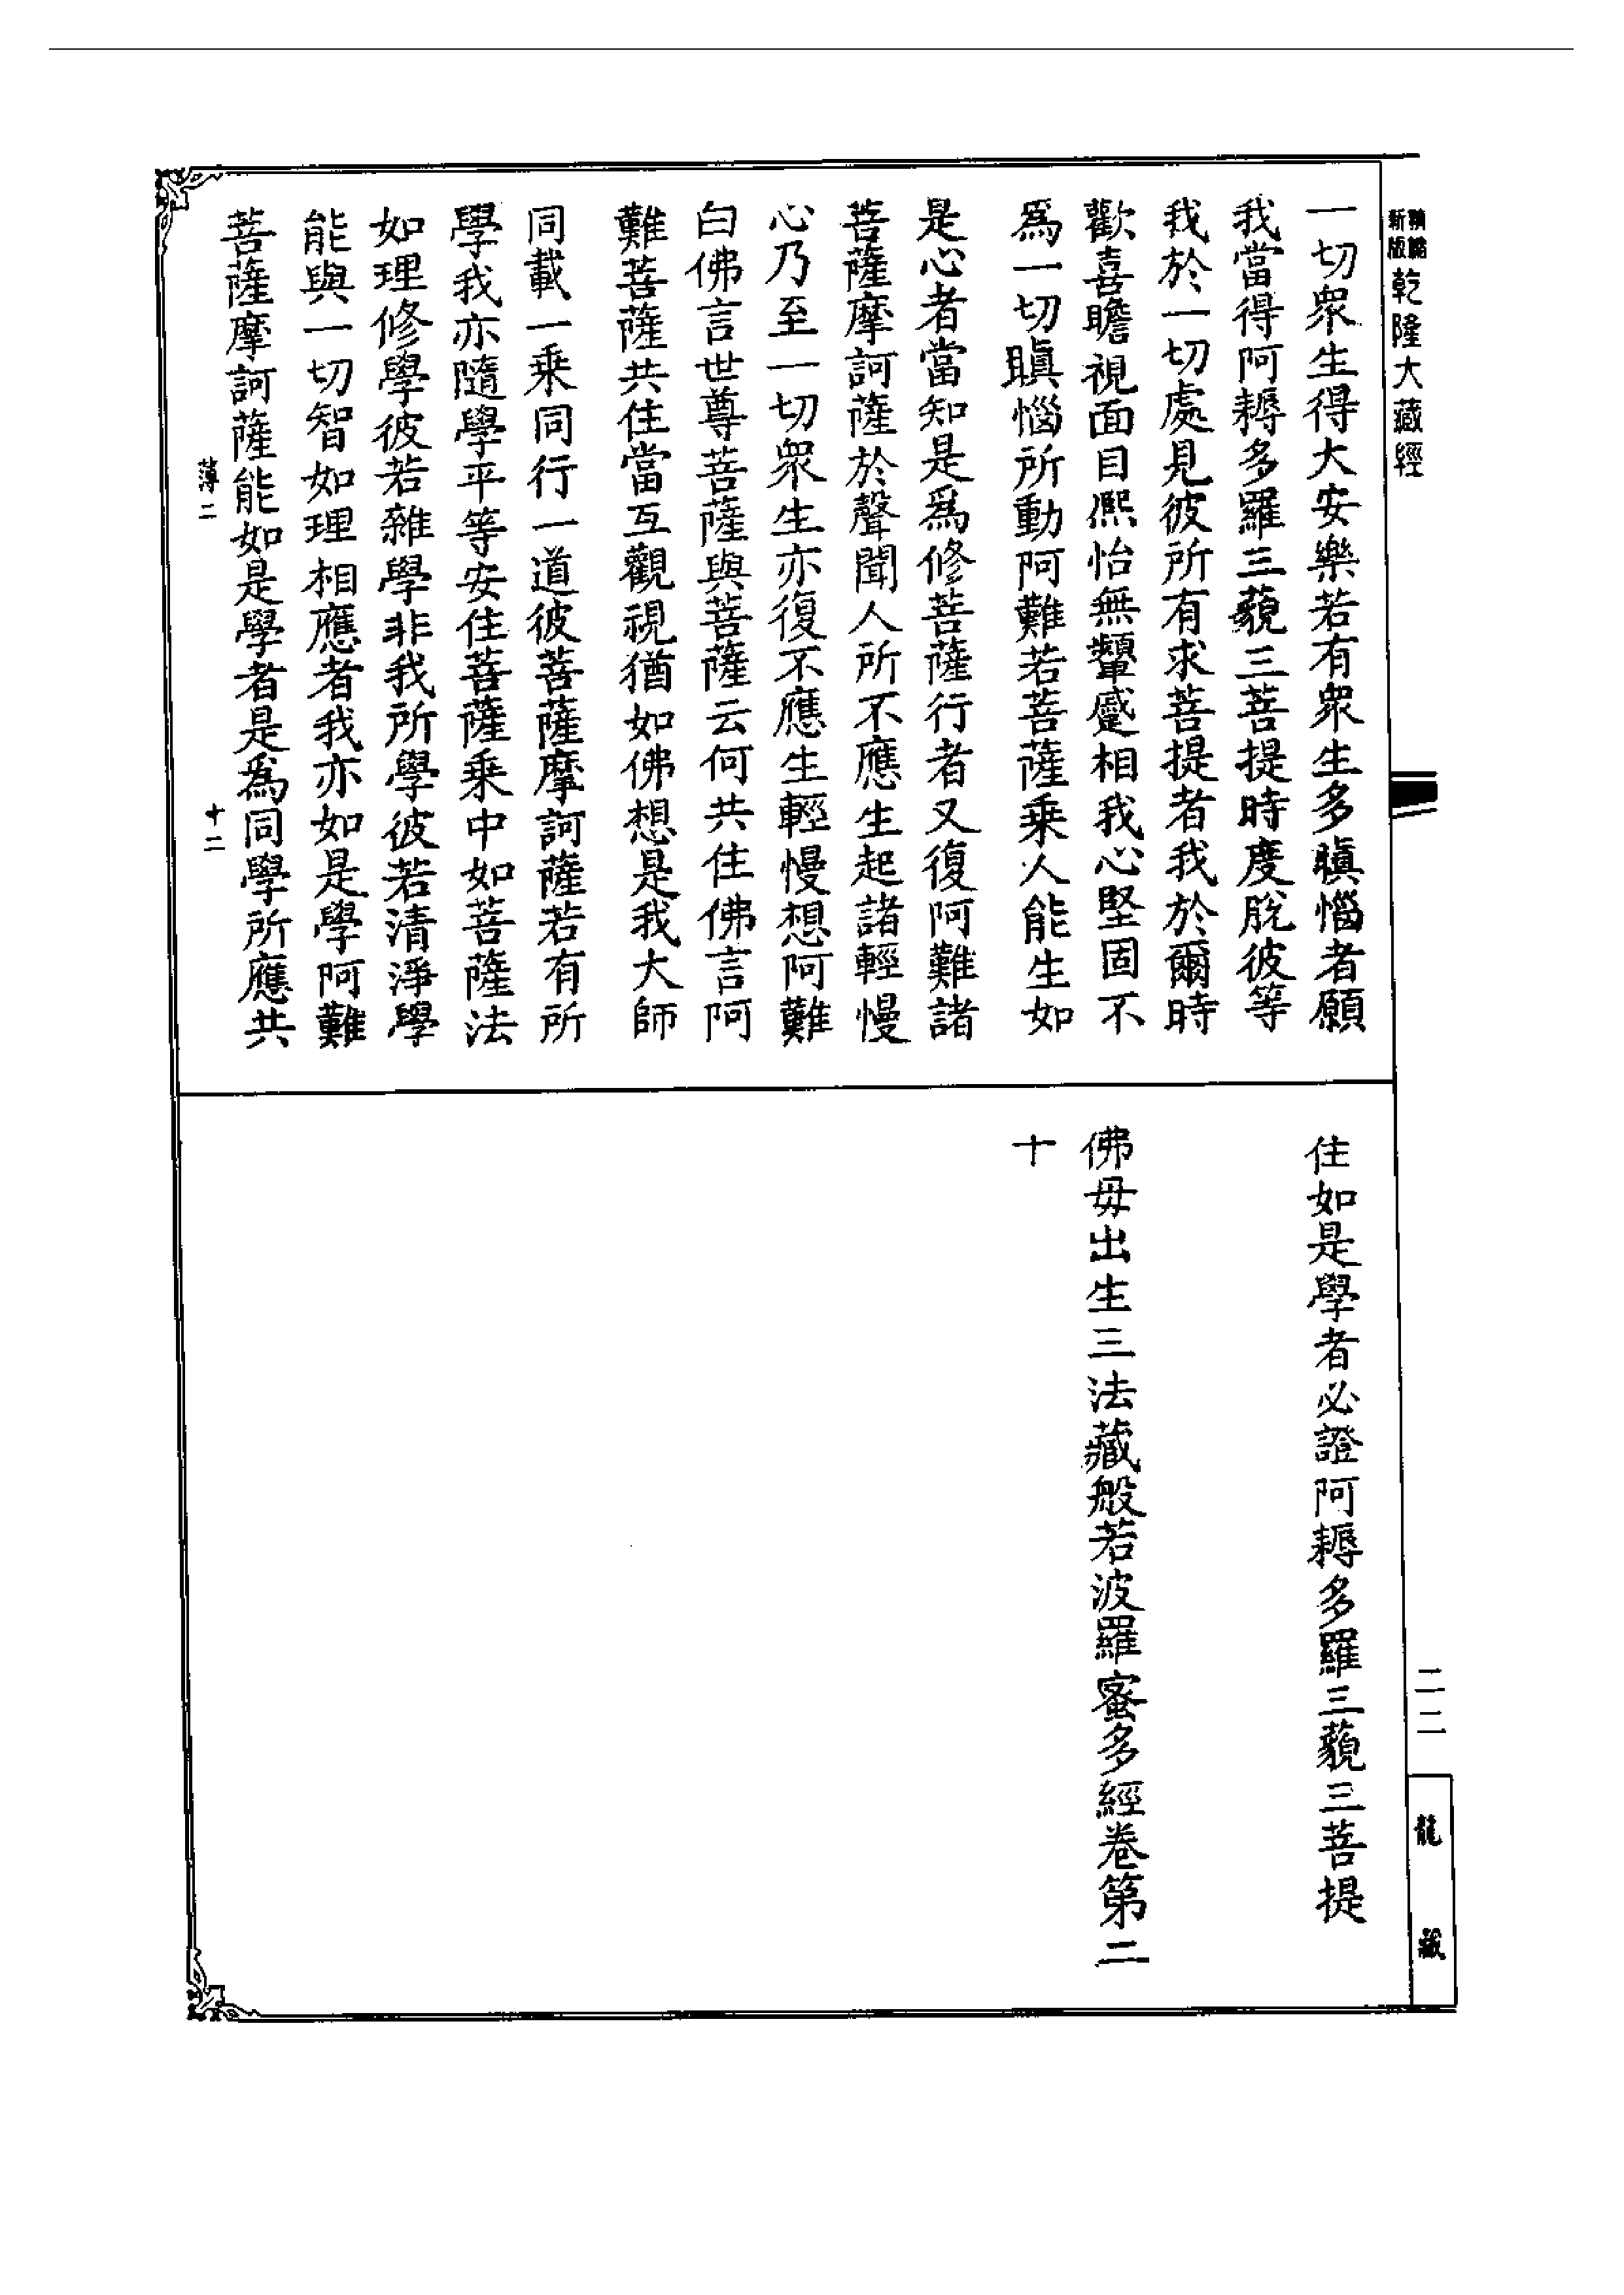 新版精縮乾隆大藏經
一切衆生得大安樂若有衆生多瞋惱者願
我當得阿耨多羅三藐三菩提時度脫彼等
我於一切處見彼所有求菩提者我於爾時
歡喜瞻視面目熙怡無顰蹙相我心堅固不
爲一切瞋惱所動阿難若菩薩乘人能生如
是心者當知是爲修菩薩行者又復阿難諸
菩薩摩訶薩於聲聞人所不應生起諸輕慢
心乃至一切衆生亦復不應生輕慢想阿難
白佛言世尊菩薩與菩薩云何共住佛言阿
難菩薩共住當互觀視猶如佛想是我大師
同載一乘同行一道彼菩薩摩訶薩若有所
學我亦隨學平等安住菩薩乘中如菩薩法
如理修學彼若雜學非我所學彼若清淨學
能與一切智如理相應者我亦如是學阿難
菩薩摩訶薩能如是學者是爲同學所應共
薄二
十二
住如是學者必證阿耨多羅三藐三菩提
佛毋出生三法藏般若波羅蜜多經卷第二
十
二二
龍藏